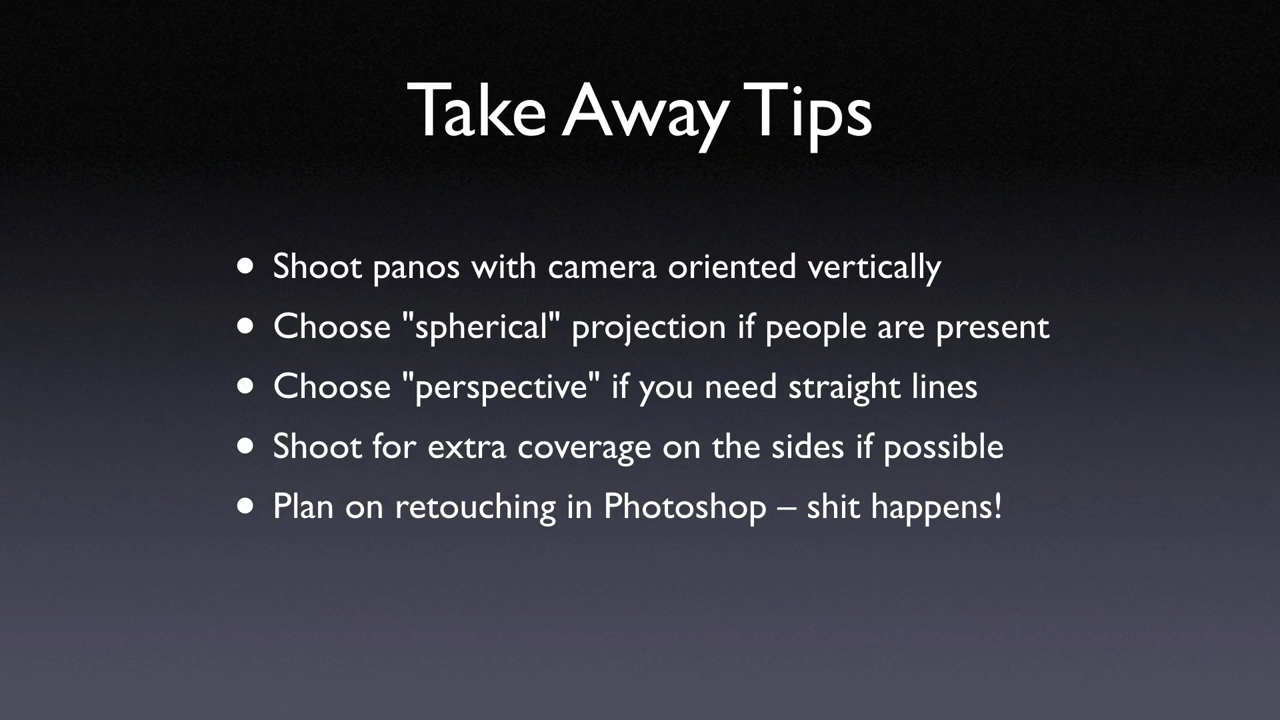 Take Away Tips
• Shoot panos with camera oriented vertically
• Choose "spherical" projection if people are present
• Choose "perspective" if you need straight lines
• Shoot for extra coverage on the sides if possible
• Plan on retouching in Photoshop – shit happens!